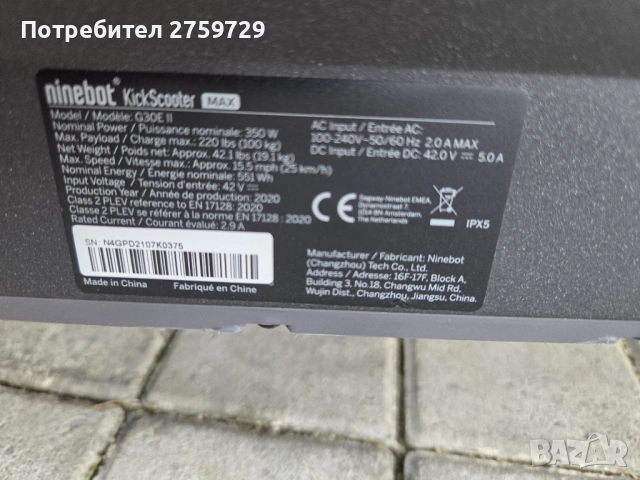 Потребител 2759729
ninebot KickScooter MAX
Model / Modèle: G30E II
Nominal Power / Puissance nominale: 350 W
Max. Payload / Charge max.: 220 lbs (100 kg)
Net Weight / Poids net: Approx. 42.1 lbs (19.1 kg)
Max. Speed / Vitesse max.: Approx. 15.5 mph (25 km/h)
Nominal Energy / Énergie nominale: 551 Wh
Input Voltage / Tension d'entrée: 42 V
Production Year / Année de production: 2020
Class 2 PLEV reference to EN 17128 : 2020
Classe 2 PLEV se référer à la norme EN 17128 : 2020
Rated Current / Courant évalué: 2.9 A
SN: N4GPD2107K0375
Made in China Fabriqué en Chine
AC Input / Entrée AC:
100-240V~50/60 Hz 2.0 A MAX
DC Input / Entrée DC: 42.0 V 5.0 A
CE
Segway-Ninebot EMEA,
Dynamostraat 7,
1014 BN Amsterdam,
The Netherlands
IPX5
Manufacturer / Fabricant: Ninebot
(Changzhou) Tech Co., Ltd.
Address / Adresse: 16F-17F, Block A,
Building 3, No.18, Changwu Mid Rd,
Wujin Dist., Changzhou, Jiangsu, China.
BAZAR